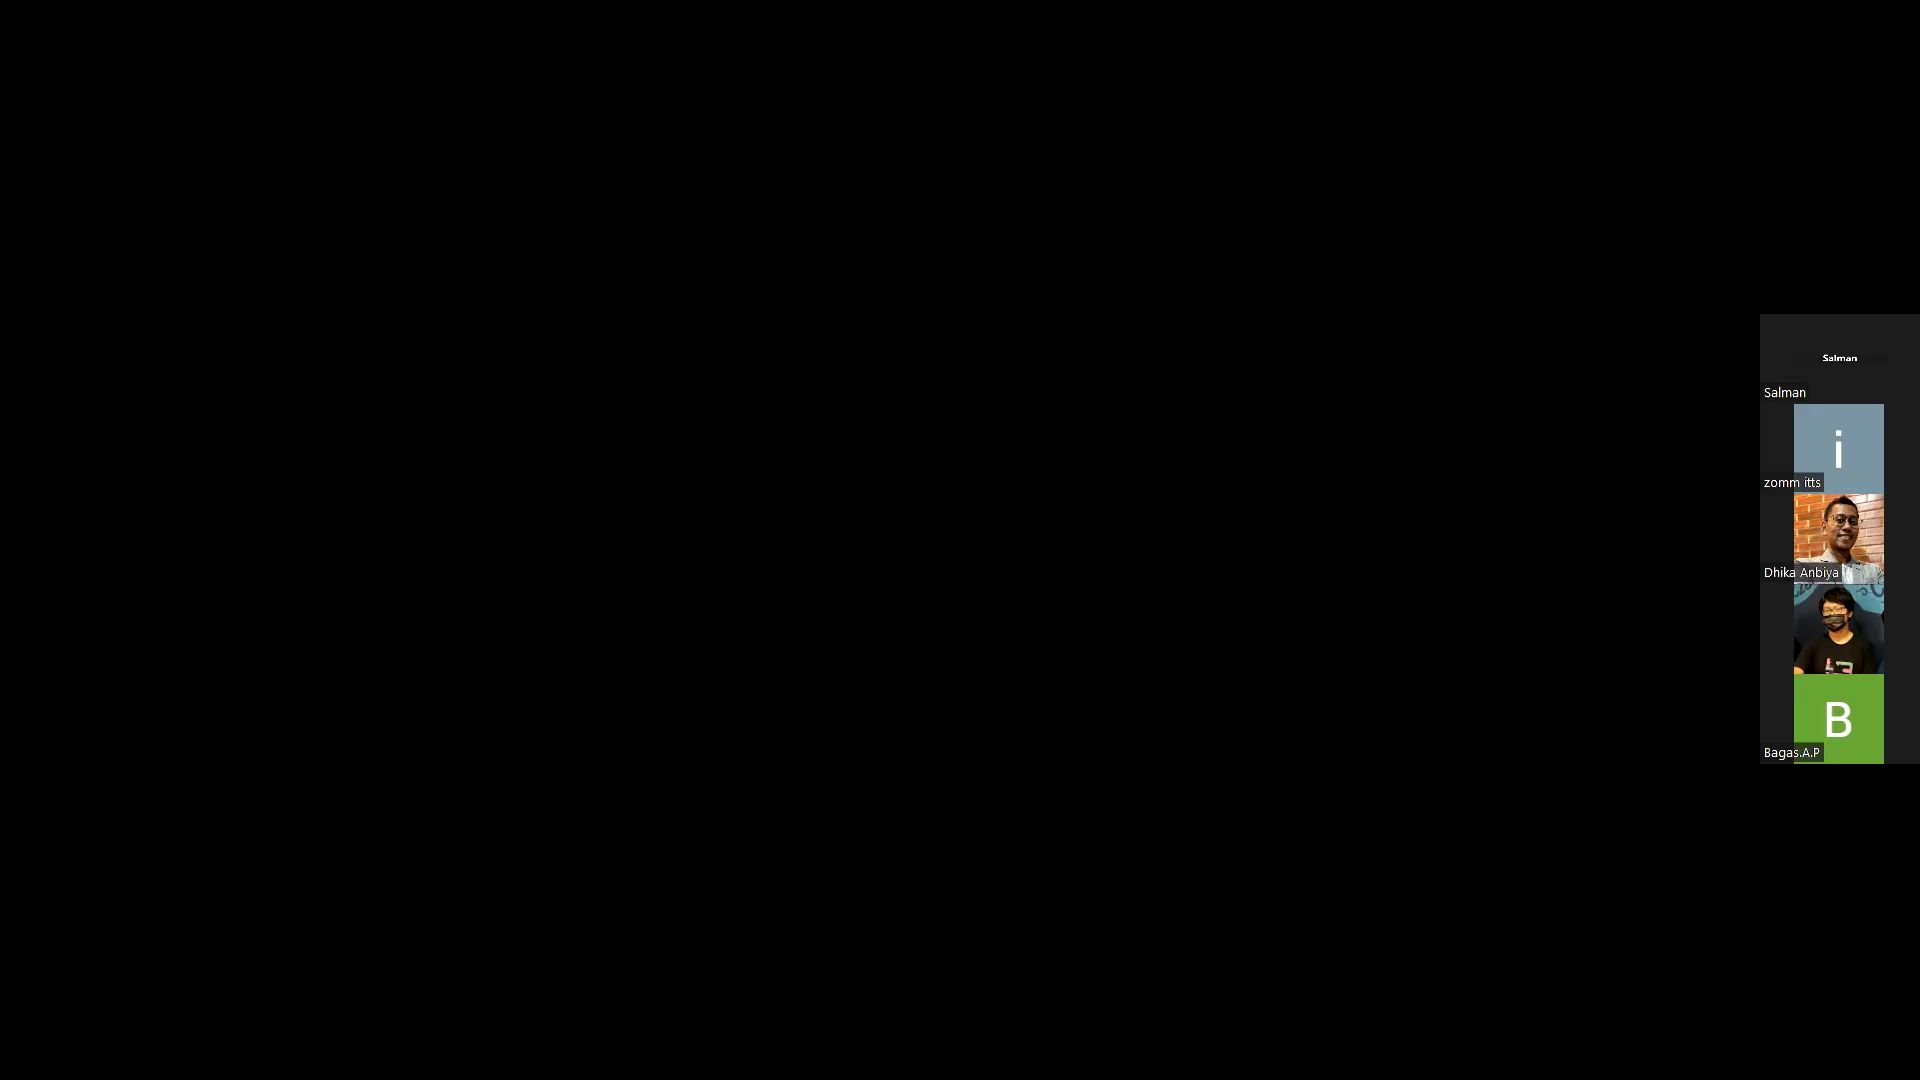 Salman
Salman
i
zomm itts
Dhika Anbiya
B
Bagas.A.P